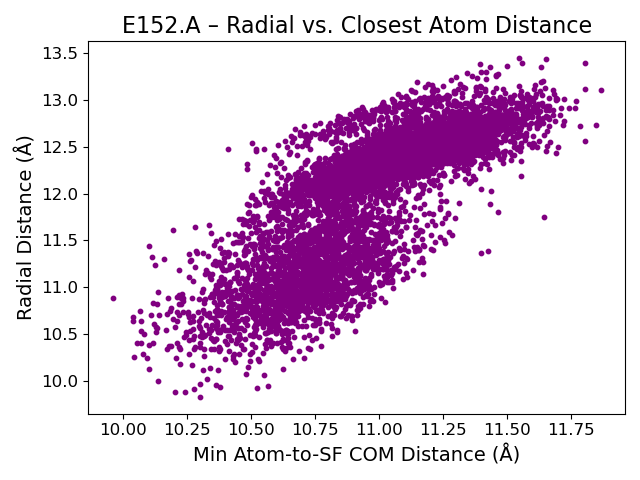 E152.A – Radial vs. Closest Atom Distance
Radial Distance (Å)
13.5
13.0
12.5
12.0
11.5
11.0
10.5
10.0
10.00 10.25 10.50 10.75 11.00 11.25 11.50 11.75
Min Atom-to-SF COM Distance (Å)